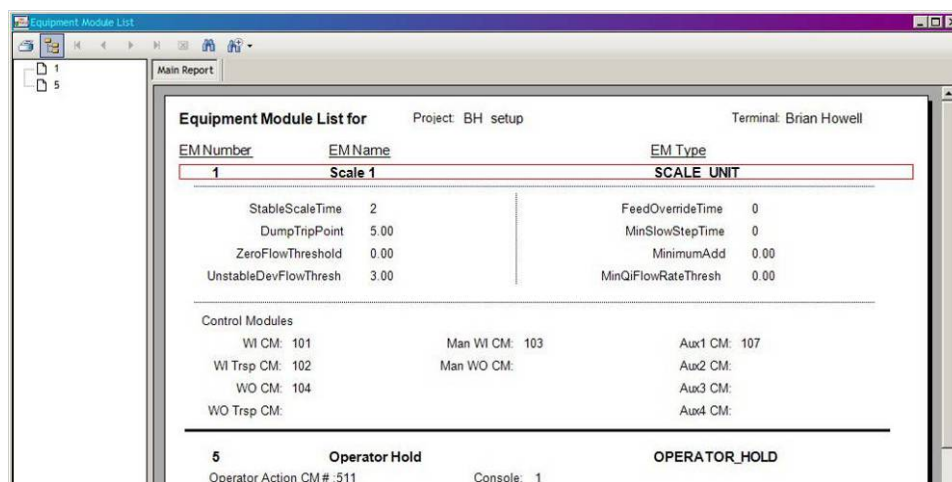 Equipment Module List
1
5
Main Report
Equipment Module List for Project: BH setup Terminal: Brian Howell
EM Number EM Name EM Type
1 Scale 1 SCALE_UNIT
StableScaleTime 2 FeedOverrideTime 0
DumpTripPoint 5.00 MinSlowStepTime 0
ZeroFlowThreshold 0.00 MinimumAdd 0.00
UnstableDevFlowThresh 3.00 MinQiFlowRateThresh 0.00
Control Modules
WI CM: 101 Man WI CM: 103 Aux1 CM: 107
WI Trsp CM: 102 Man WO CM: Aux2 CM:
WO CM: 104 Aux3 CM:
WO Trsp CM: Aux4 CM:
5 Operator Hold OPERATOR_HOLD
Operator Action CM # :511 Console: 1